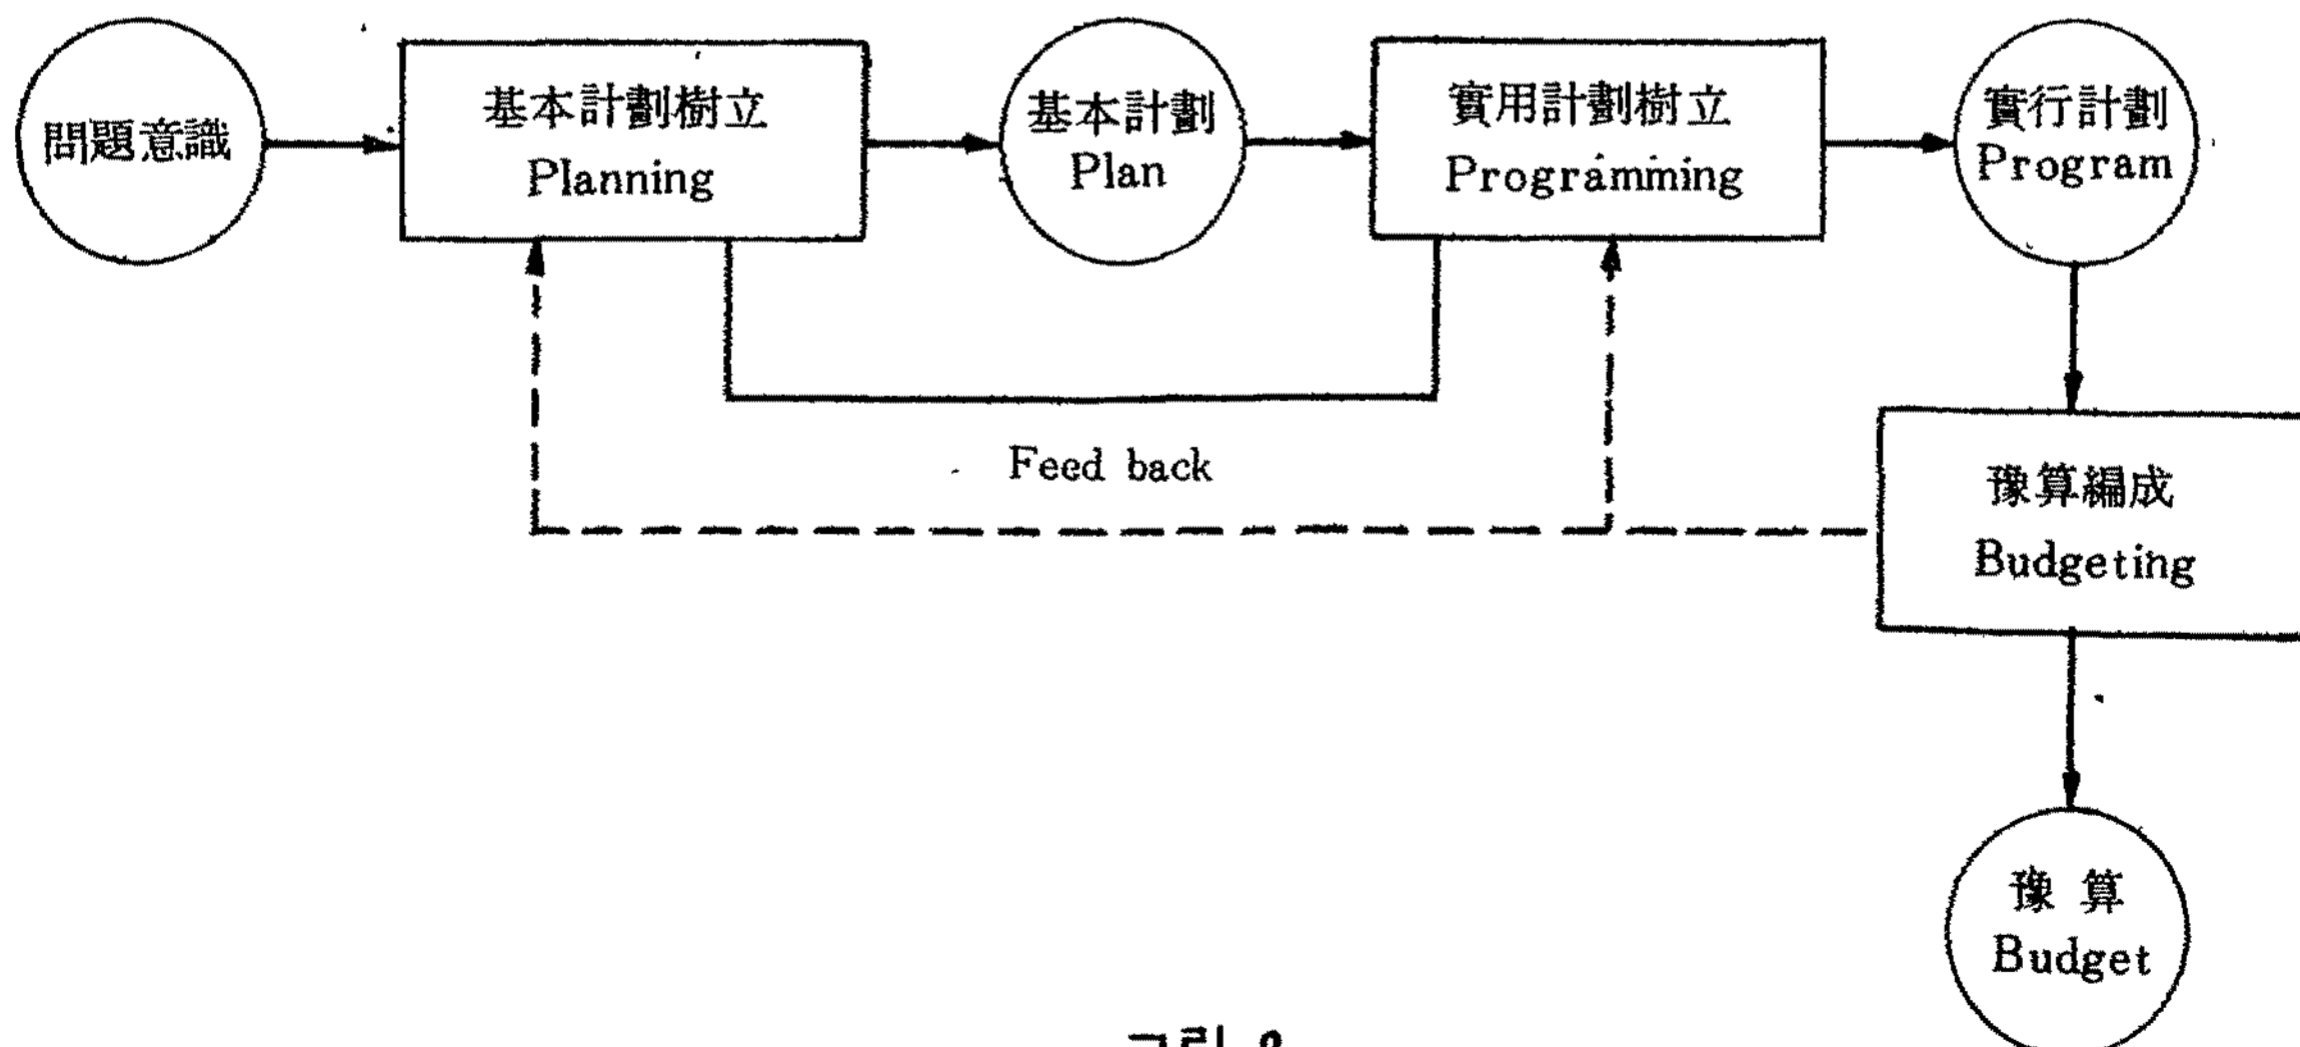 問題意識
基本計劃樹立
Planning
基本計劃
Plan
實用計劃樹立
Programming
實行計劃
Program
Feed back
豫算編成
Budgeting
豫算
Budget